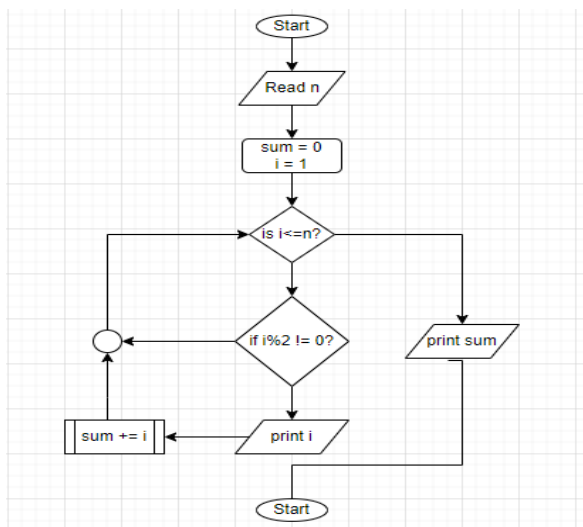 Start
Read n
sum = 0
i = 1
is i<=n?
if i%2 != 0?
print sum
sum += i
print i
Start